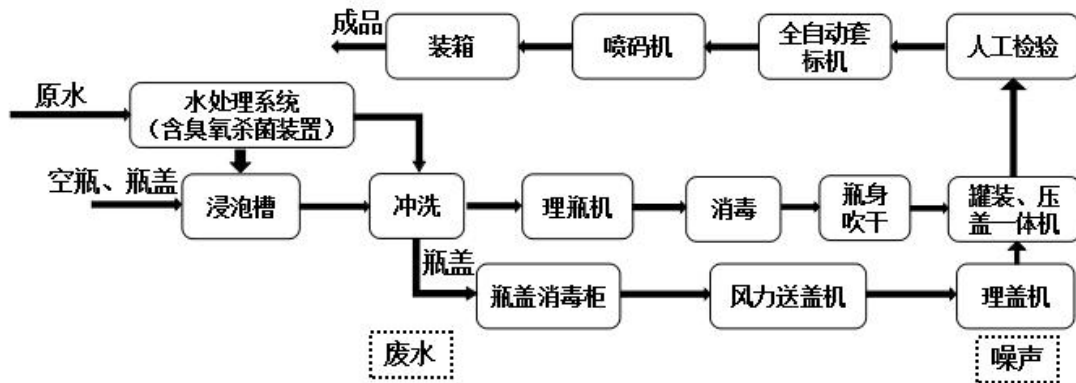 成品
装箱
喷码机
全自动套
标机
人工检验
原水
水处理系统
（含臭氧杀菌装置）
空瓶、瓶盖
浸泡槽
冲洗
理瓶机
消毒
瓶身
吹干
罐装、压
盖一体机
瓶盖
瓶盖消毒柜
风力送盖机
理盖机
废水
噪声